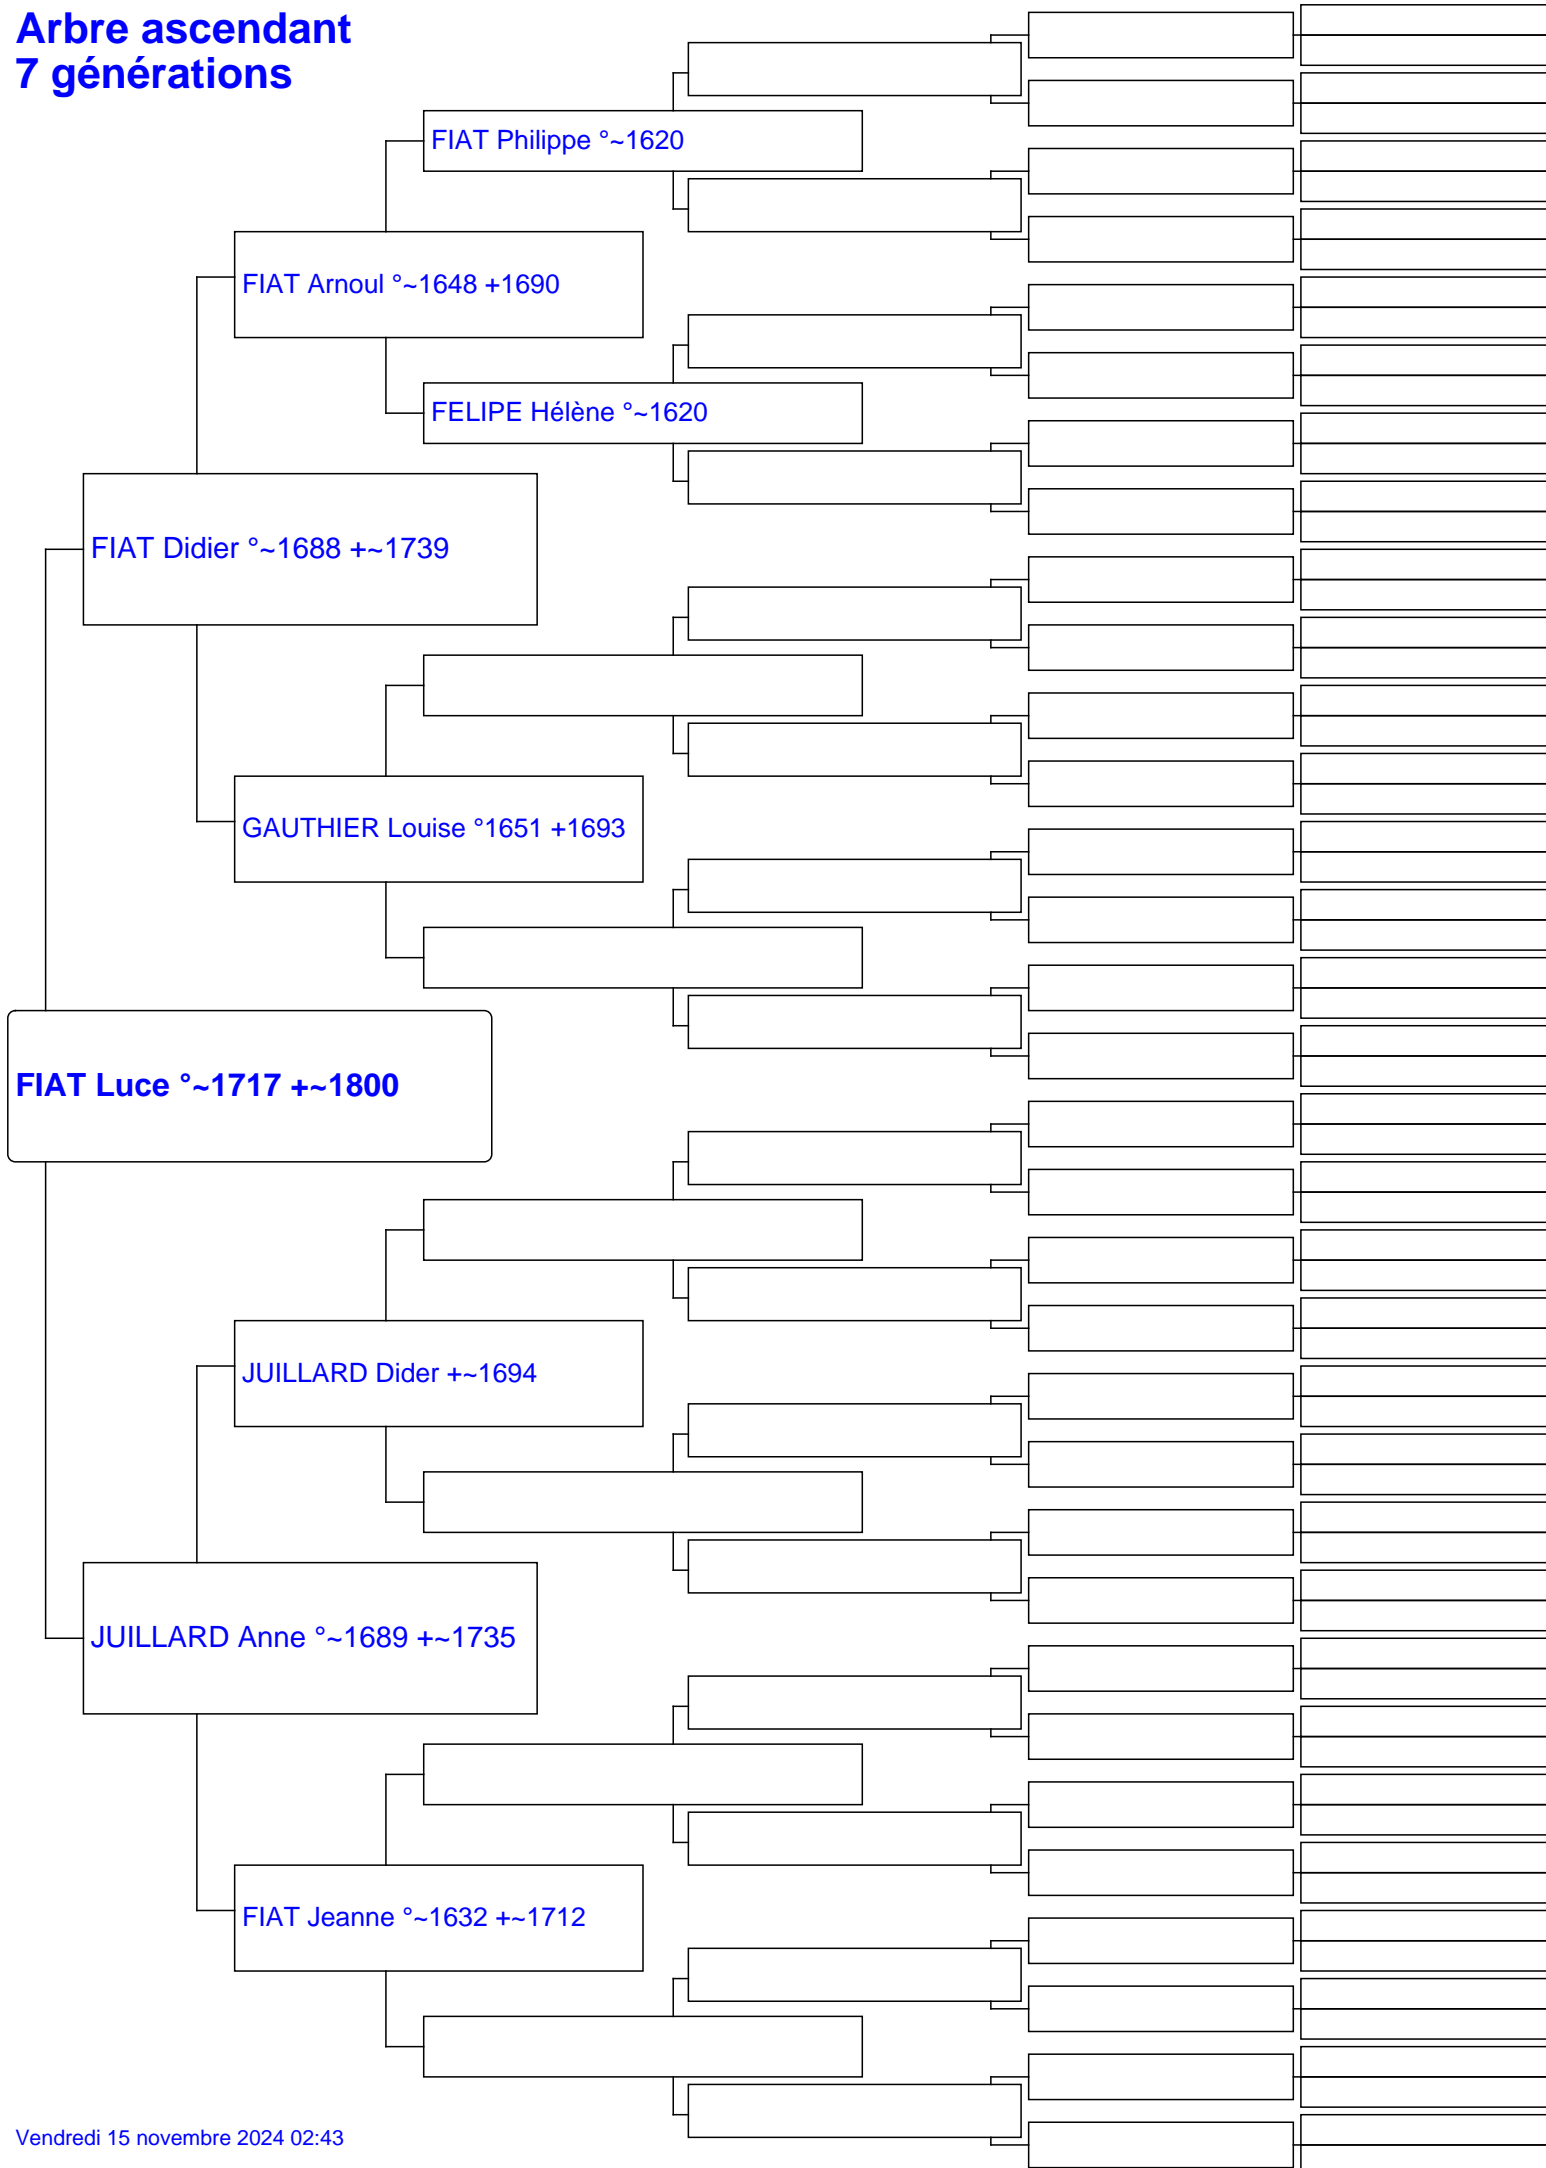 Arbre ascendant
7 générations
FIAT Philippe °~1620
FIAT Arnoul °~1648 +1690
FELIPE Hélène °~1620
FIAT Didier °~1688 +~1739
GAUTHIER Louise °1651 +1693
FIAT Luce °~1717 +~1800
JUILLARD Dider +~1694
JUILLARD Anne °~1689 +~1735
FIAT Jeanne °~1632 +~1712
Vendredi 15 novembre 2024 02:43